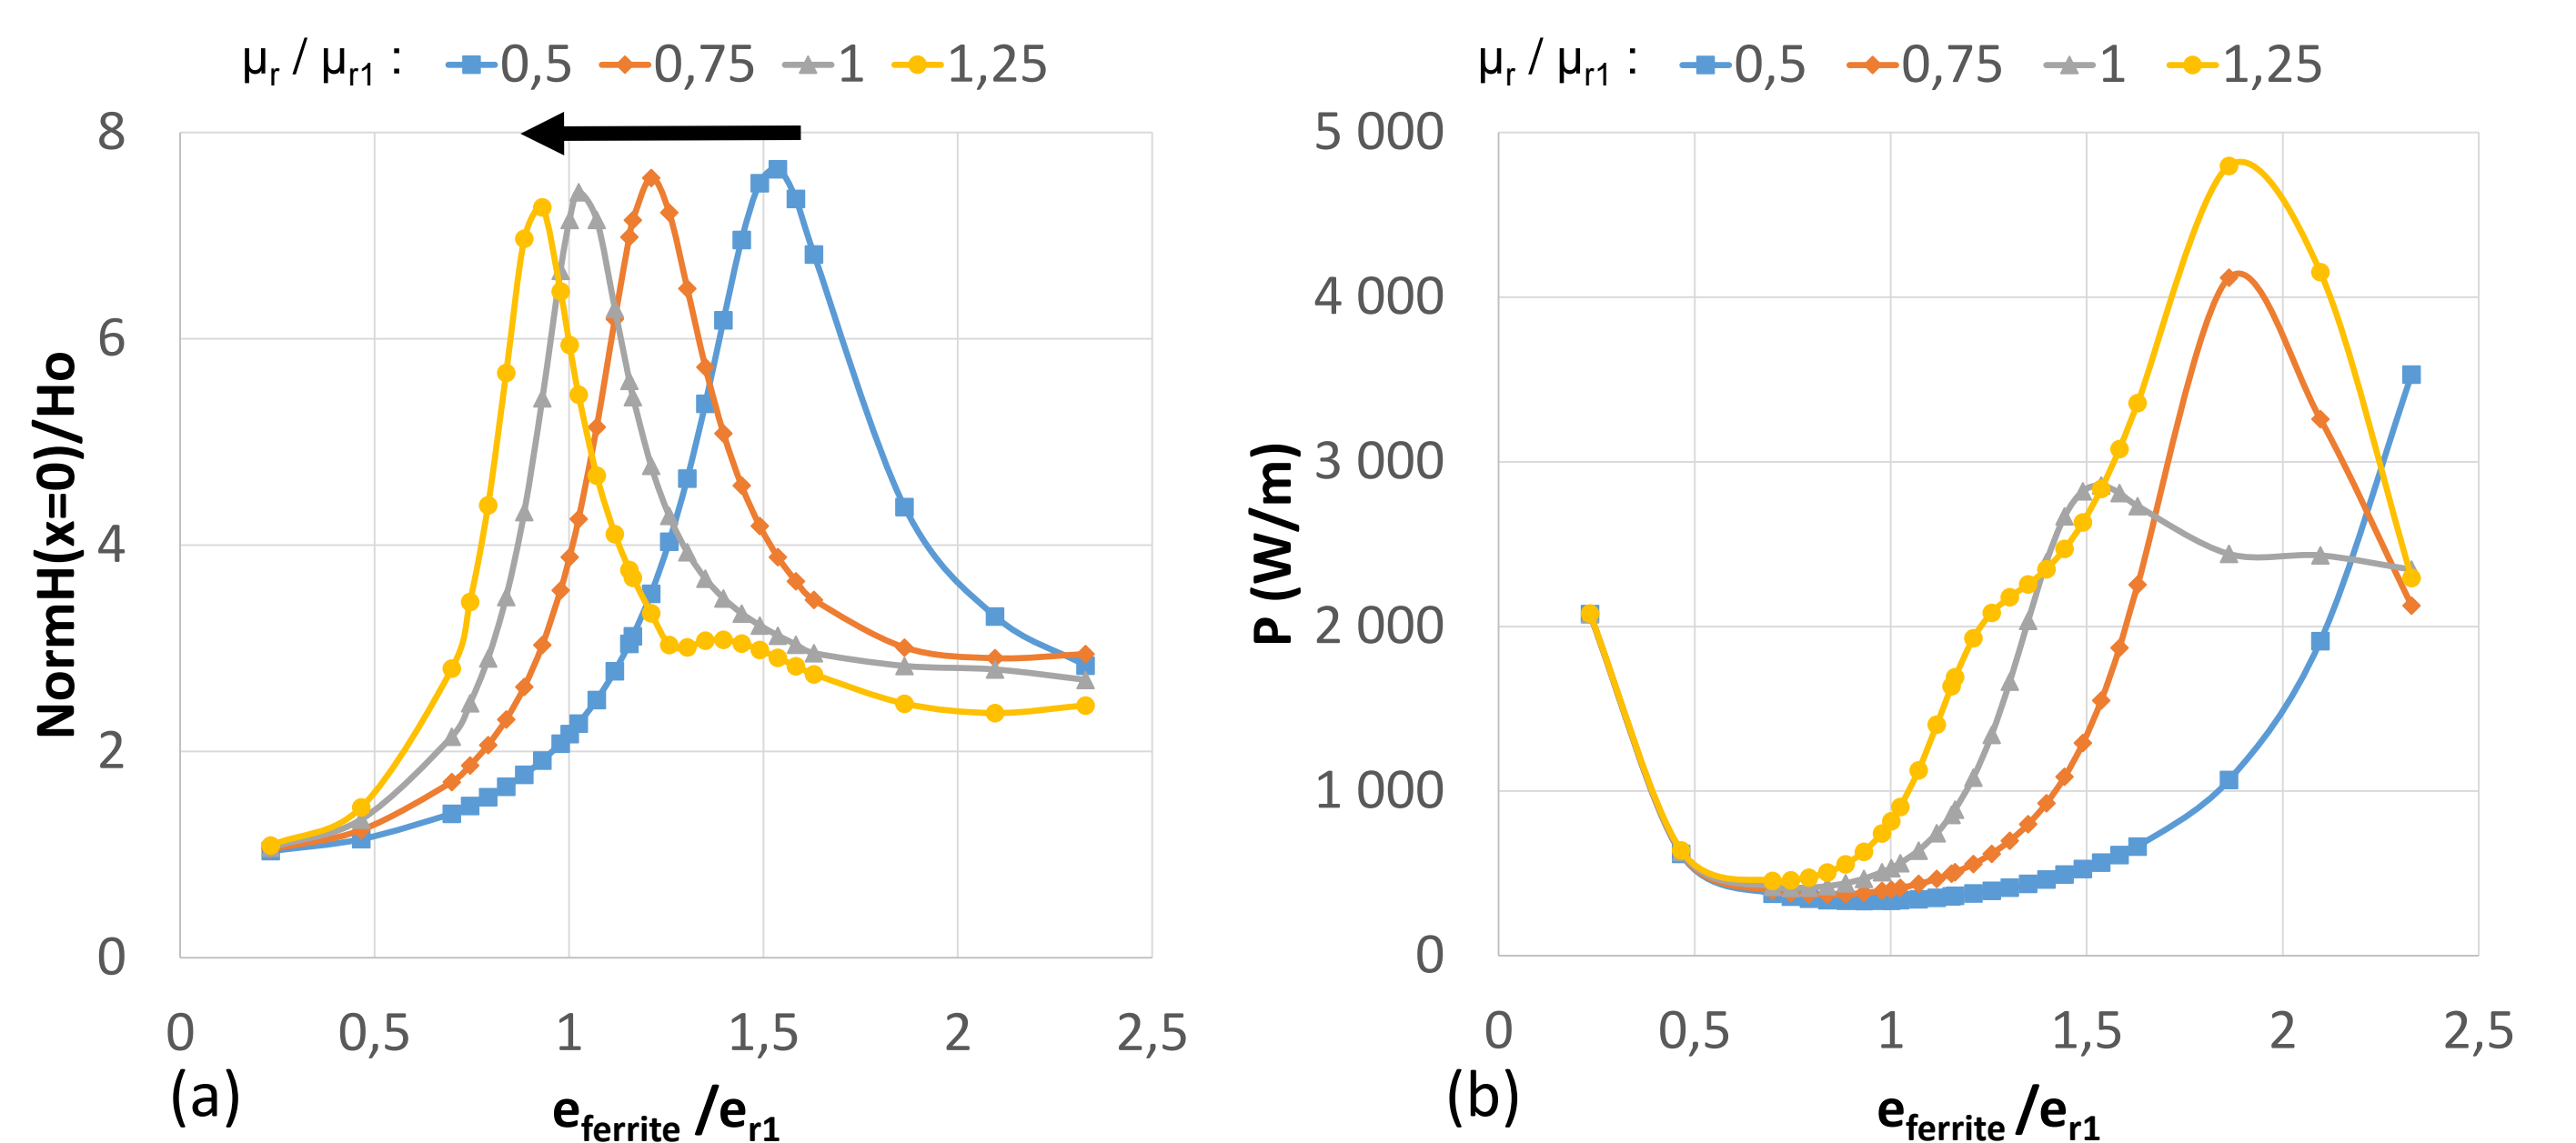 μr / μr1 : 0,5 0,75 1 1,25
8
6
4
2
0
NormH(x=0)/Ho
0 0,5 1 1,5 2 2,5
(a) eferrite /er1
μr / μr1 : 0,5 0,75 1 1,25
5 000
4 000
3 000
2 000
1 000
0
P (W/m)
0 0,5 1 1,5 2 2,5
(b) eferrite /er1